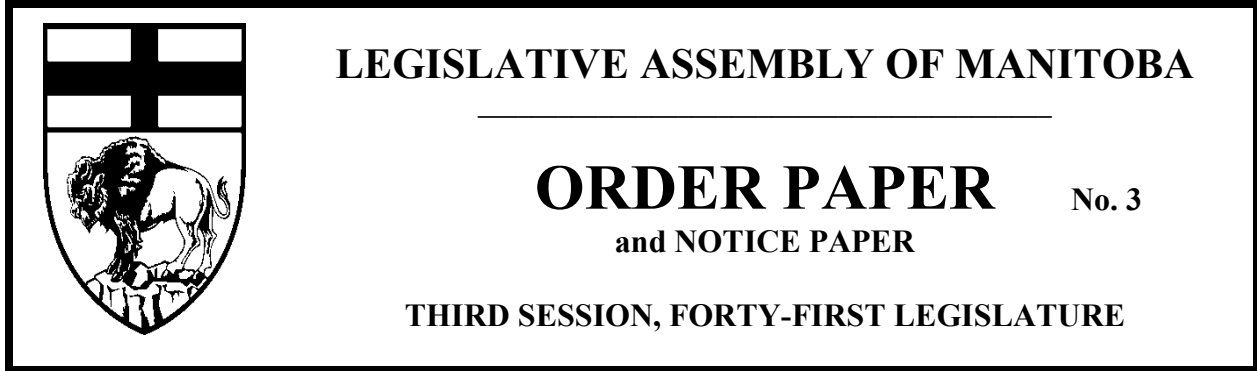 LEGISLATIVE ASSEMBLY OF MANITOBA
ORDER PAPER No. 3
and NOTICE PAPER
THIRD SESSION, FORTY-FIRST LEGISLATURE